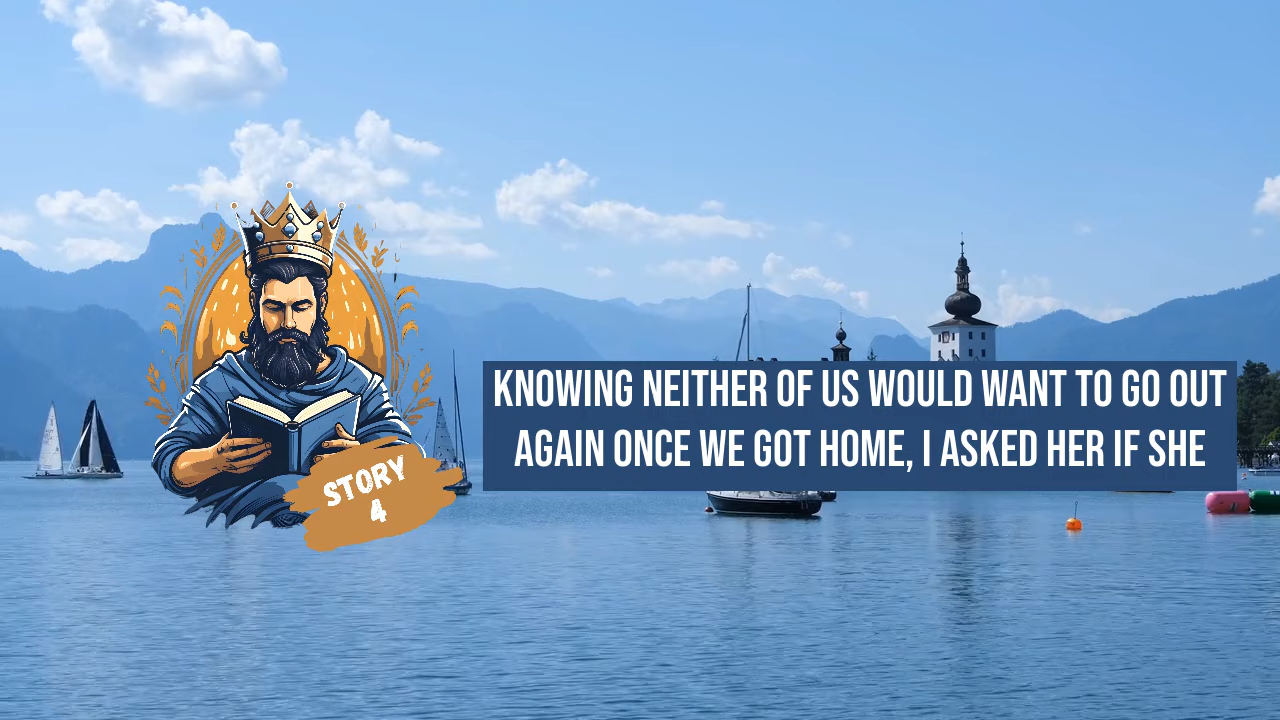 KNOWING NEITHER OF US WOULD WANT TO GO OUT
AGAIN ONCE WE GOT HOME, I ASKED HER IF SHE
STORY
4